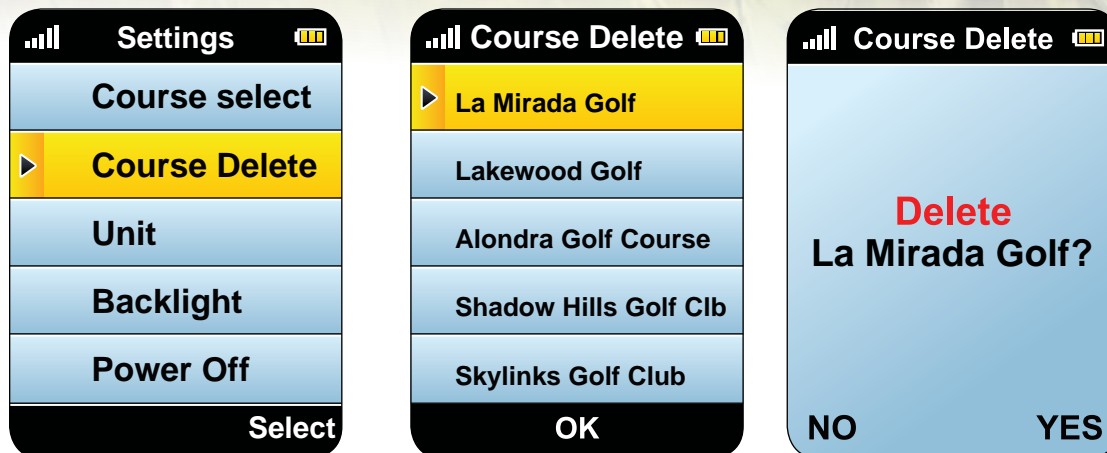 Settings
Course select
Course Delete
Unit
Backlight
Power Off
Select
Course Delete
La Mirada Golf
Lakewood Golf
Alondra Golf Course
Shadow Hills Golf Clb
Skylinks Golf Club
OK
Course Delete
Delete
La Mirada Golf?
NO YES